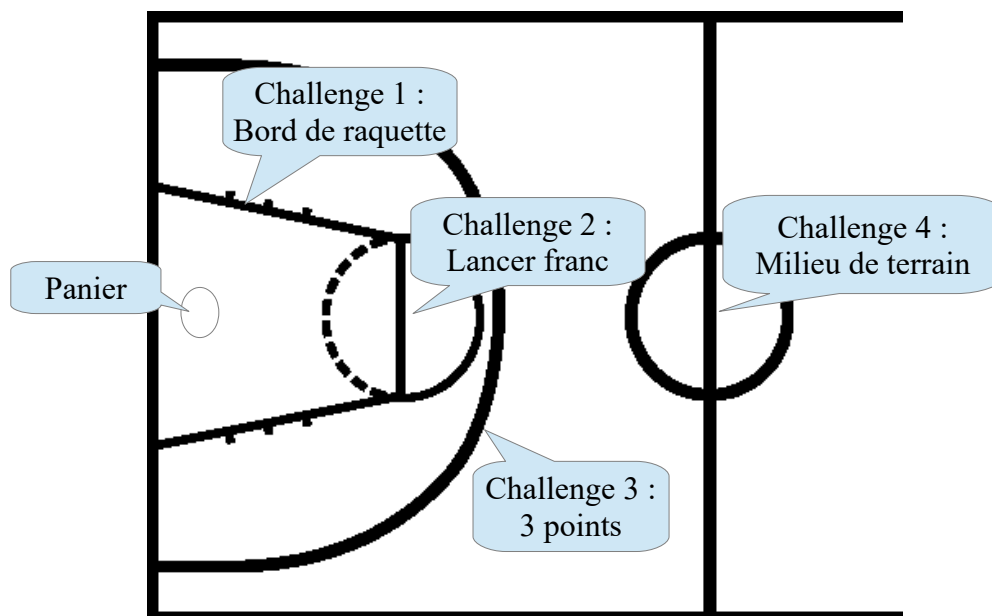 Challenge 1 :
Bord de raquette
Challenge 2 :
Lancer franc
Challenge 4 :
Milieu de terrain
Panier
Challenge 3 :
3 points